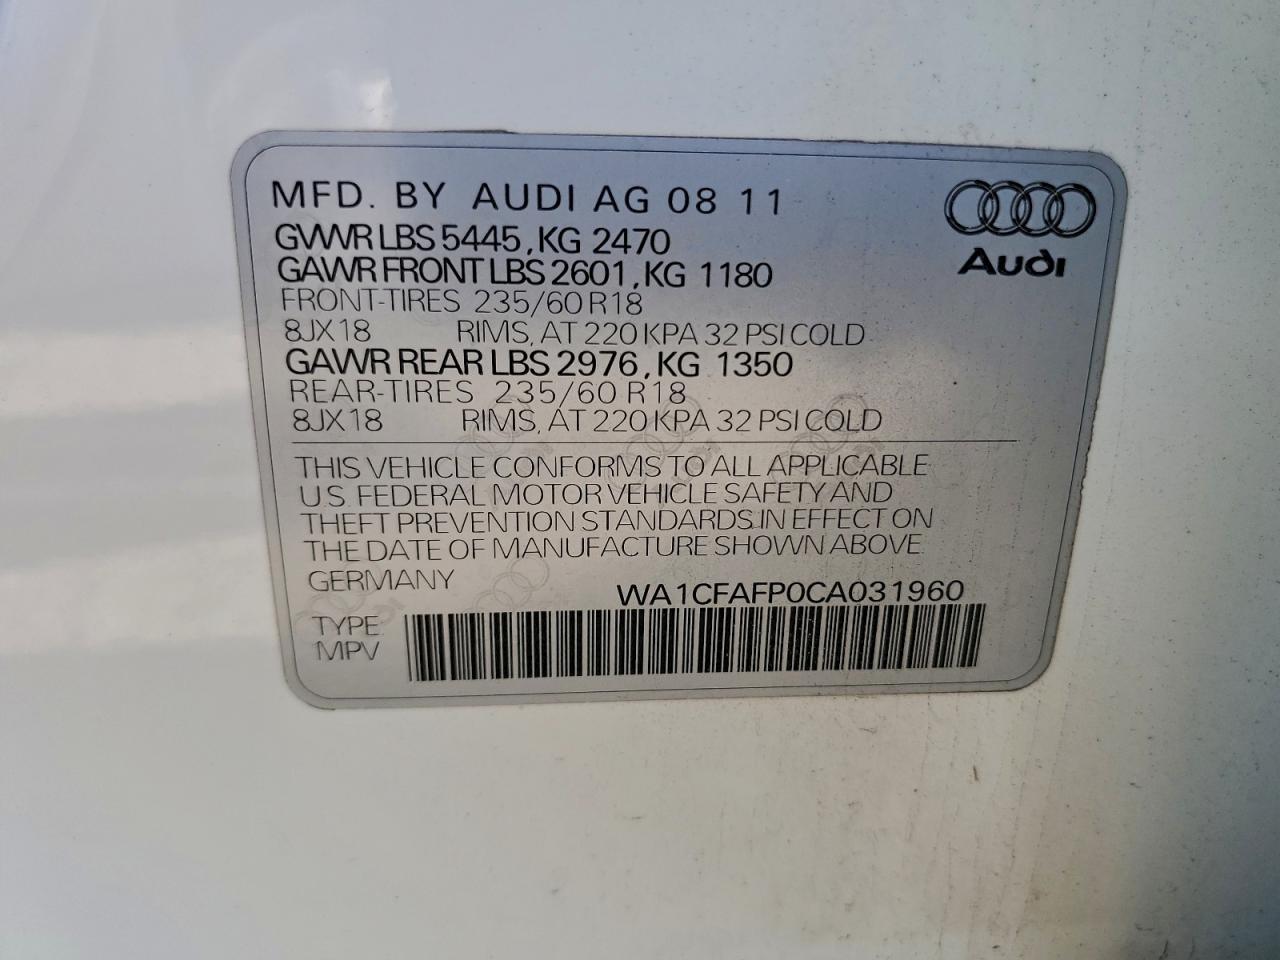 MFD. BY AUDI AG 08 11
GVWR LBS 5445, KG 2470
GAWR FRONT LBS 2601, KG 1180
FRONT-TIRES 235/60 R18
8JX18 RIMS, AT 220 KPA 32 PSI COLD
GAWR REAR LBS 2976, KG 1350
REAR-TIRES 235/60 R18
8JX18 RIMS, AT 220 KPA 32 PSI COLD
Audi
THIS VEHICLE CONFORMS TO ALL APPLICABLE
U.S. FEDERAL MOTOR VEHICLE SAFETY AND
THEFT PREVENTION STANDARDS IN EFFECT ON
THE DATE OF MANUFACTURE SHOWN ABOVE.
GERMANY WA1CFAFP0CA031960
TYPE:
MPV